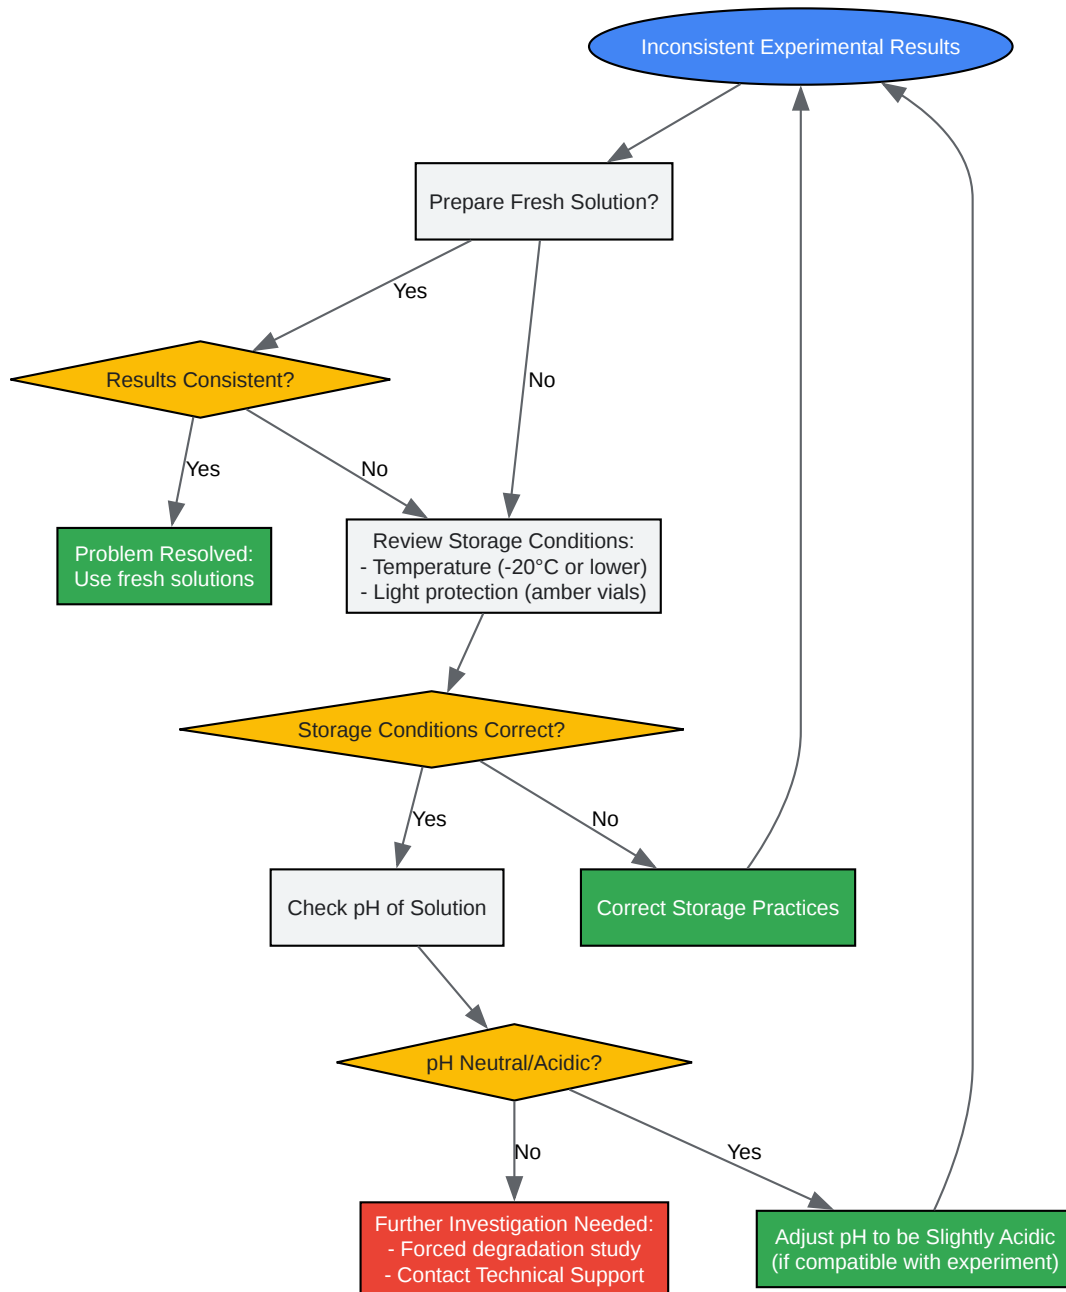 Inconsistent Experimental Results
Prepare Fresh Solution?
Yes
No
Results Consistent?
Yes
No
Problem Resolved:
Use fresh solutions
Review Storage Conditions:
- Temperature (-20°C or lower)
- Light protection (amber vials)
Storage Conditions Correct?
Yes
No
Check pH of Solution
Correct Storage Practices
pH Neutral/Acidic?
No
Yes
Further Investigation Needed:
- Forced degradation study
- Contact Technical Support
Adjust pH to be Slightly Acidic
(if compatible with experiment)